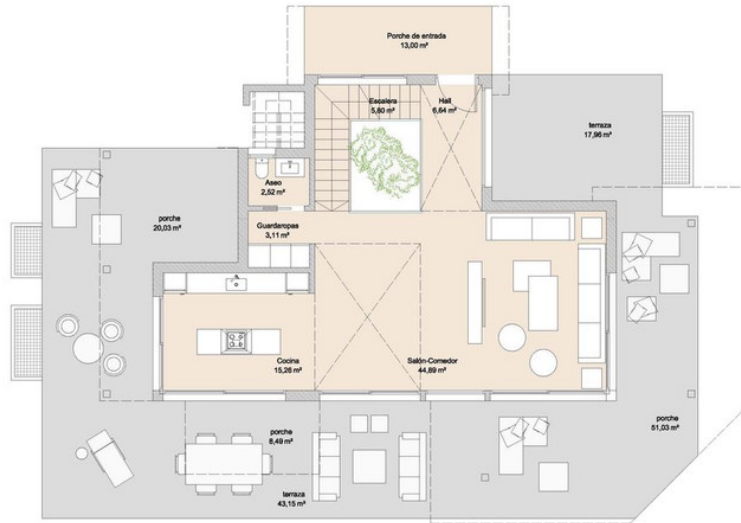 Porche de entrada
13,00 m²
Escalera
5,80 m²
Hall
6,64 m²
terraza
17,96 m²
Aseo
2,52 m²
porche
20,03 m²
Guardaropas
3,11 m²
Cocina
15,26 m²
Salón-Comedor
44,89 m²
porche
51,03 m²
porche
8,49 m²
terraza
43,15 m²